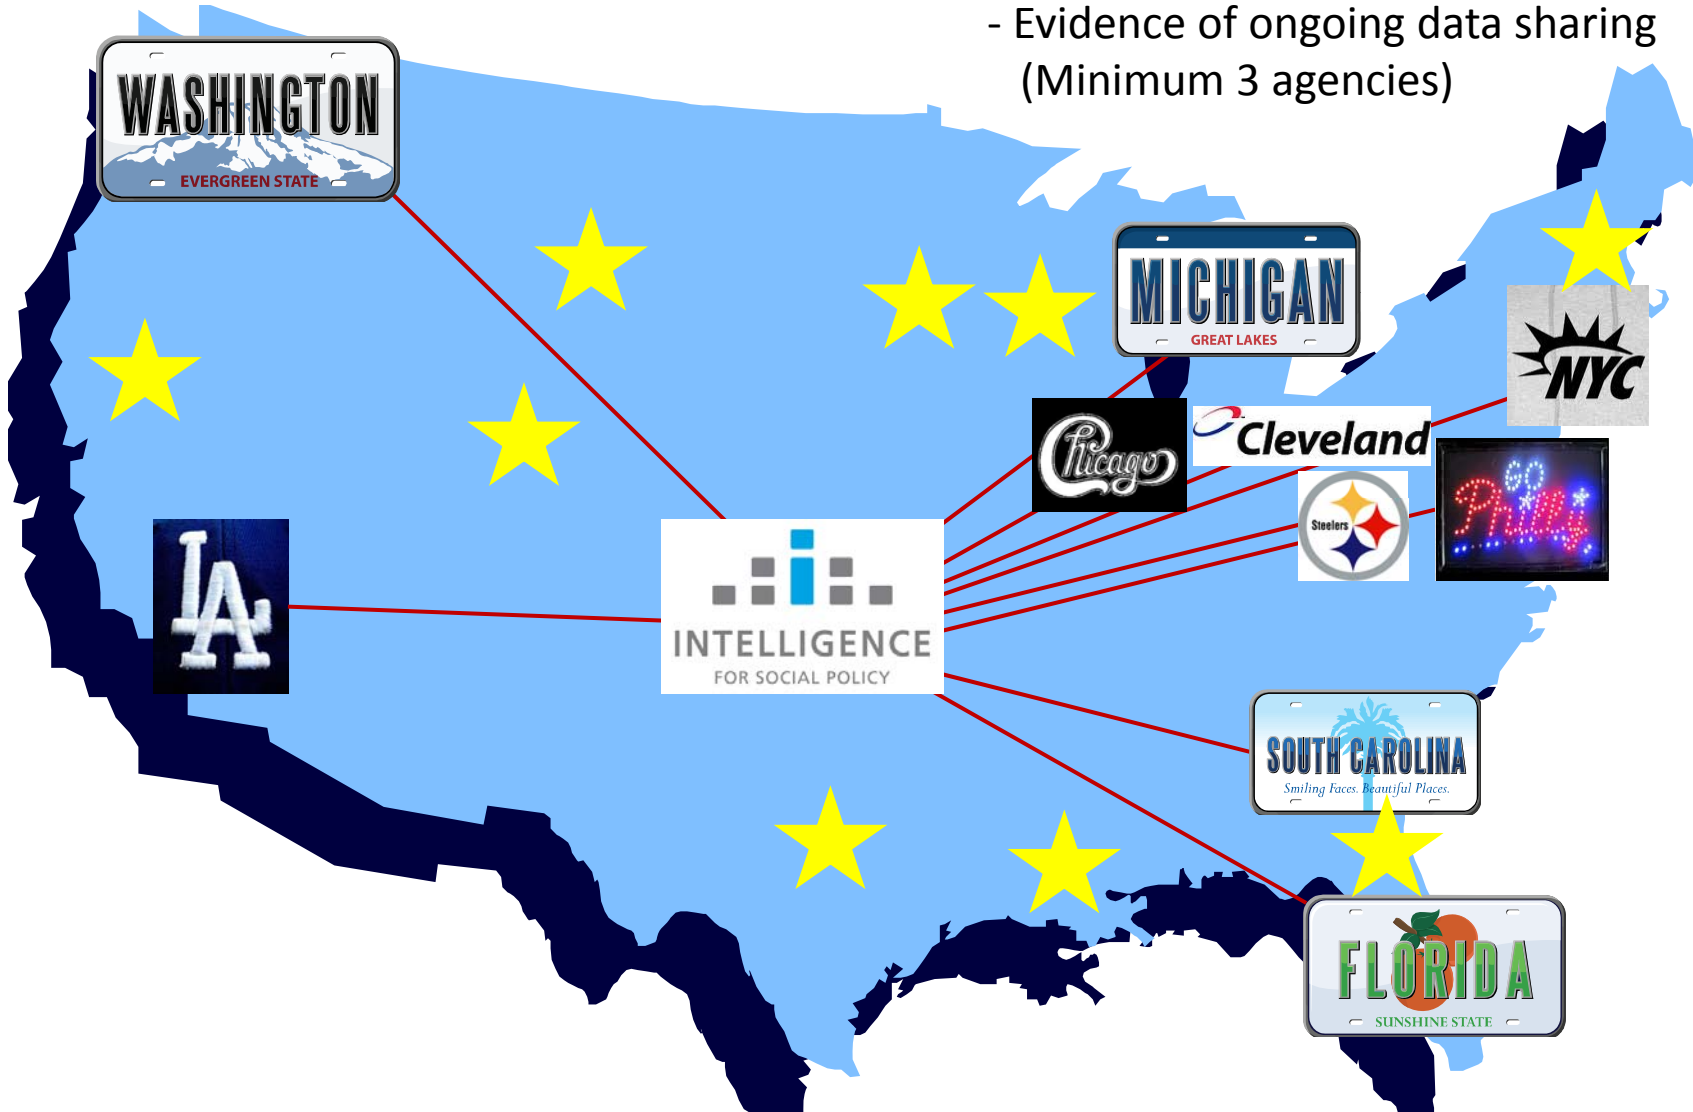 - Evidence of ongoing data sharing
(Minimum 3 agencies)
WASHINGTON
EVERGREEN STATE
MICHIGAN
GREAT LAKES
NYC
Chicago
Cleveland
Steelers
GO
Philly
LA
INTELLIGENCE
FOR SOCIAL POLICY
SOUTH CAROLINA
Smiling Faces. Beautiful Places.
FLORIDA
SUNSHINE STATE